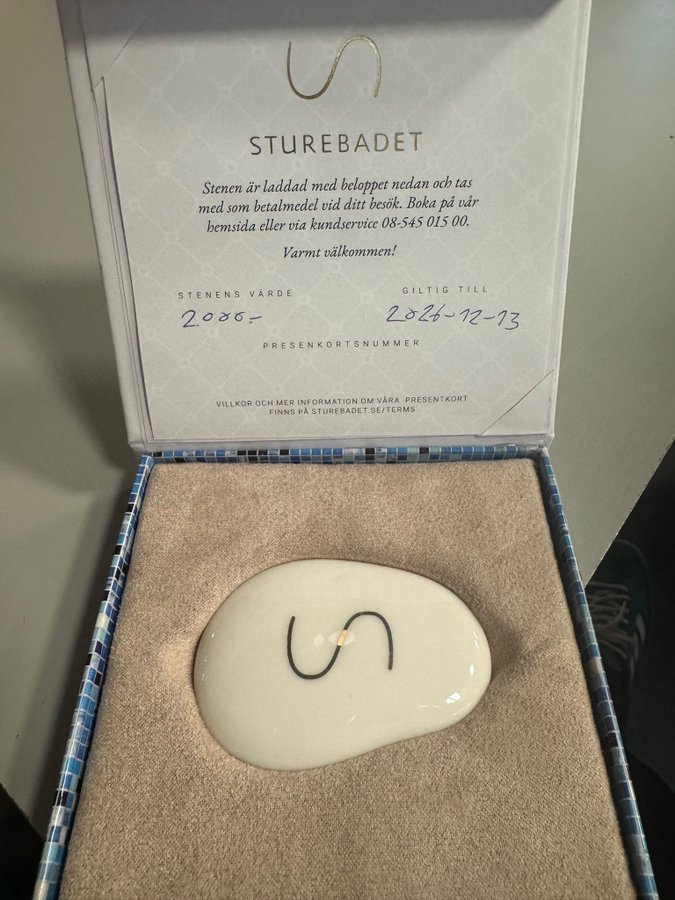 STUREBADET
Stenen är laddad med beloppet nedan och tas
med som betalmedel vid ditt besök. Boka på vår
hemsida eller via kundservice 08-545 015 00.
Varmt välkommen!
STENENS VÄRDE GILTIG TILL
2000:- 2026-12-13
PRESENKORTSNUMMER
VILLKOR OCH MER INFORMATION OM VÅRA PRESENTKORT
FINNS PÅ STUREBADET.SE/TERMS